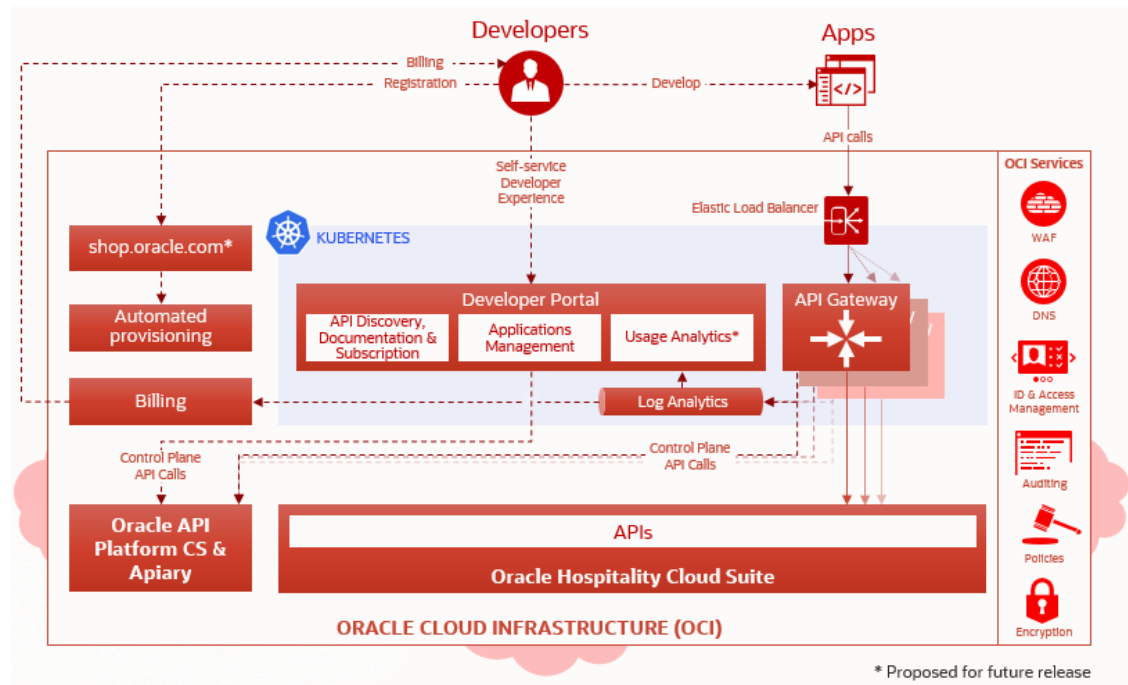 Developers
Apps
Billing
Registration
Develop
API calls
Self-service
Developer
Experience
Elastic Load Balancer
OCI Services
WAF
DNS
ID & Access
Management
Auditing
Policies
Encryption
shop.oracle.com*
Automated
provisioning
Billing
KUBERNETES
Developer Portal
API Discovery,
Documentation &
Subscription
Applications
Management
Usage Analytics*
API Gateway
Log Analytics
Control Plane
API Calls
Control Plane
API Calls
Oracle API
Platform CS &
Apiary
APIs
Oracle Hospitality Cloud Suite
ORACLE CLOUD INFRASTRUCTURE (OCI)
* Proposed for future release